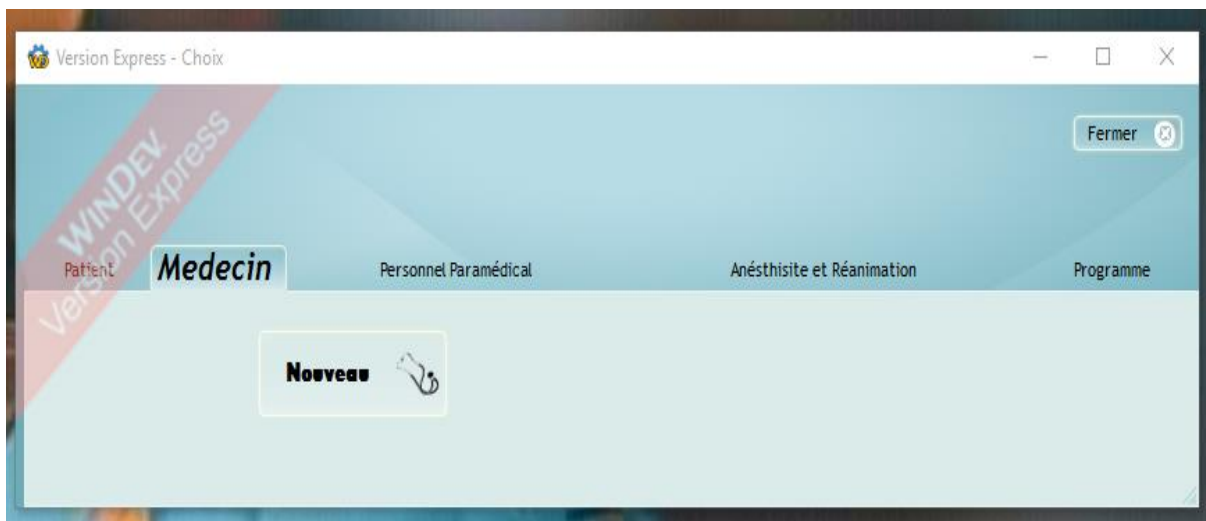 Version Express - Choix
Fermer
WINDEV
Version Express
Patient Medecin Personnel Paramédical Anésthisite et Réanimation Programme
Nouveau